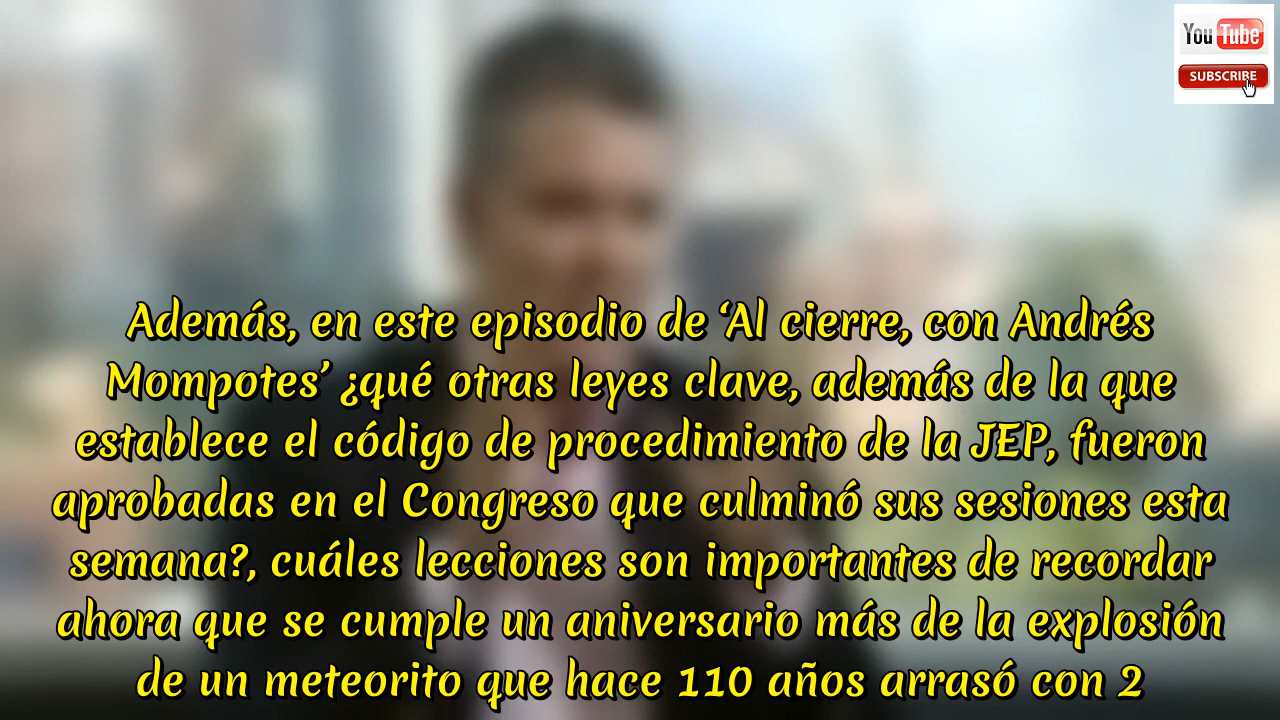 You Tube
SUBSCRIBE
Además, en este episodio de ‘Al cierre, con Andrés
Mompotes’ ¿qué otras leyes clave, además de la que
establece el código de procedimiento de la JEP, fueron
aprobadas en el Congreso que culminó sus sesiones esta
semana?, cuáles lecciones son importantes de recordar
ahora que se cumple un aniversario más de la explosión
de un meteorito que hace 110 años arrasó con 2